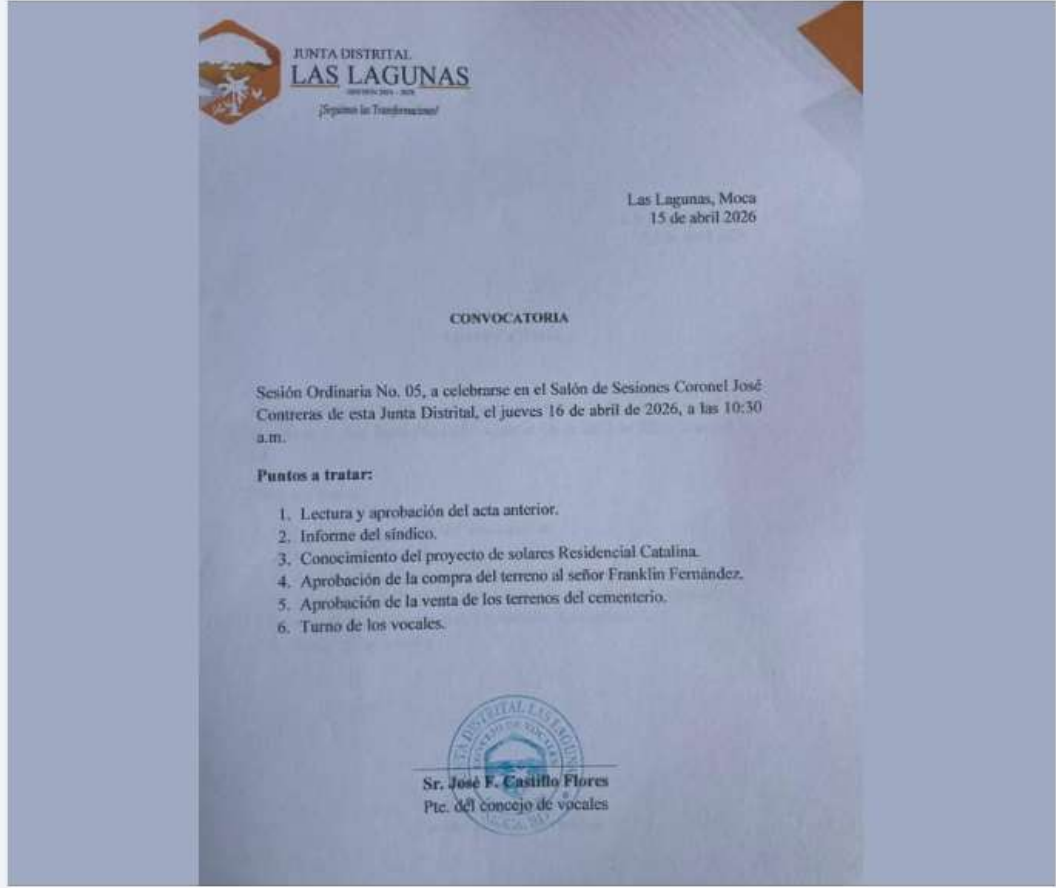 JUNTA DISTRITAL
LAS LAGUNAS
¡Seguimos las Transformaciones!
Las Lagunas, Moca
15 de abril 2026
CONVOCATORIA
Sesión Ordinaria No. 05, a celebrarse en el Salón de Sesiones Coronel José
Contreras de esta Junta Distrital, el jueves 16 de abril de 2026, a las 10:30
a.m.
Puntos a tratar:
1. Lectura y aprobación del acta anterior.
2. Informe del síndico.
3. Conocimiento del proyecto de solares Residencial Catalina.
4. Aprobación de la compra del terreno al señor Franklin Fernández.
5. Aprobación de la venta de los terrenos del cementerio.
6. Turno de los vocales.
Sr. José F. Castillo Flores
Pte. del concejo de vocales